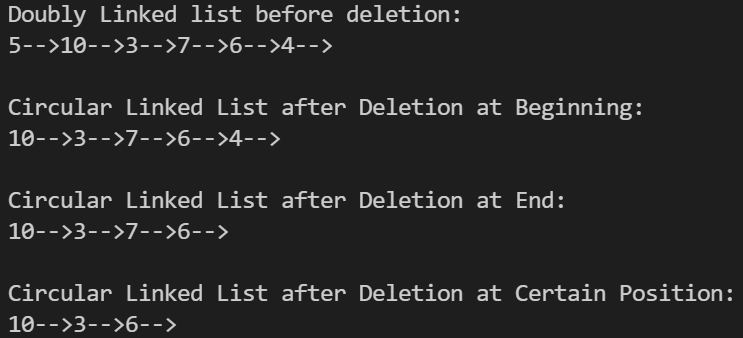 Doubly Linked list before deletion:
5-->10-->3-->7-->6-->4-->
Circular Linked List after Deletion at Beginning:
10-->3-->7-->6-->4-->
Circular Linked List after Deletion at End:
10-->3-->7-->6-->
Circular Linked List after Deletion at Certain Position:
10-->3-->6-->